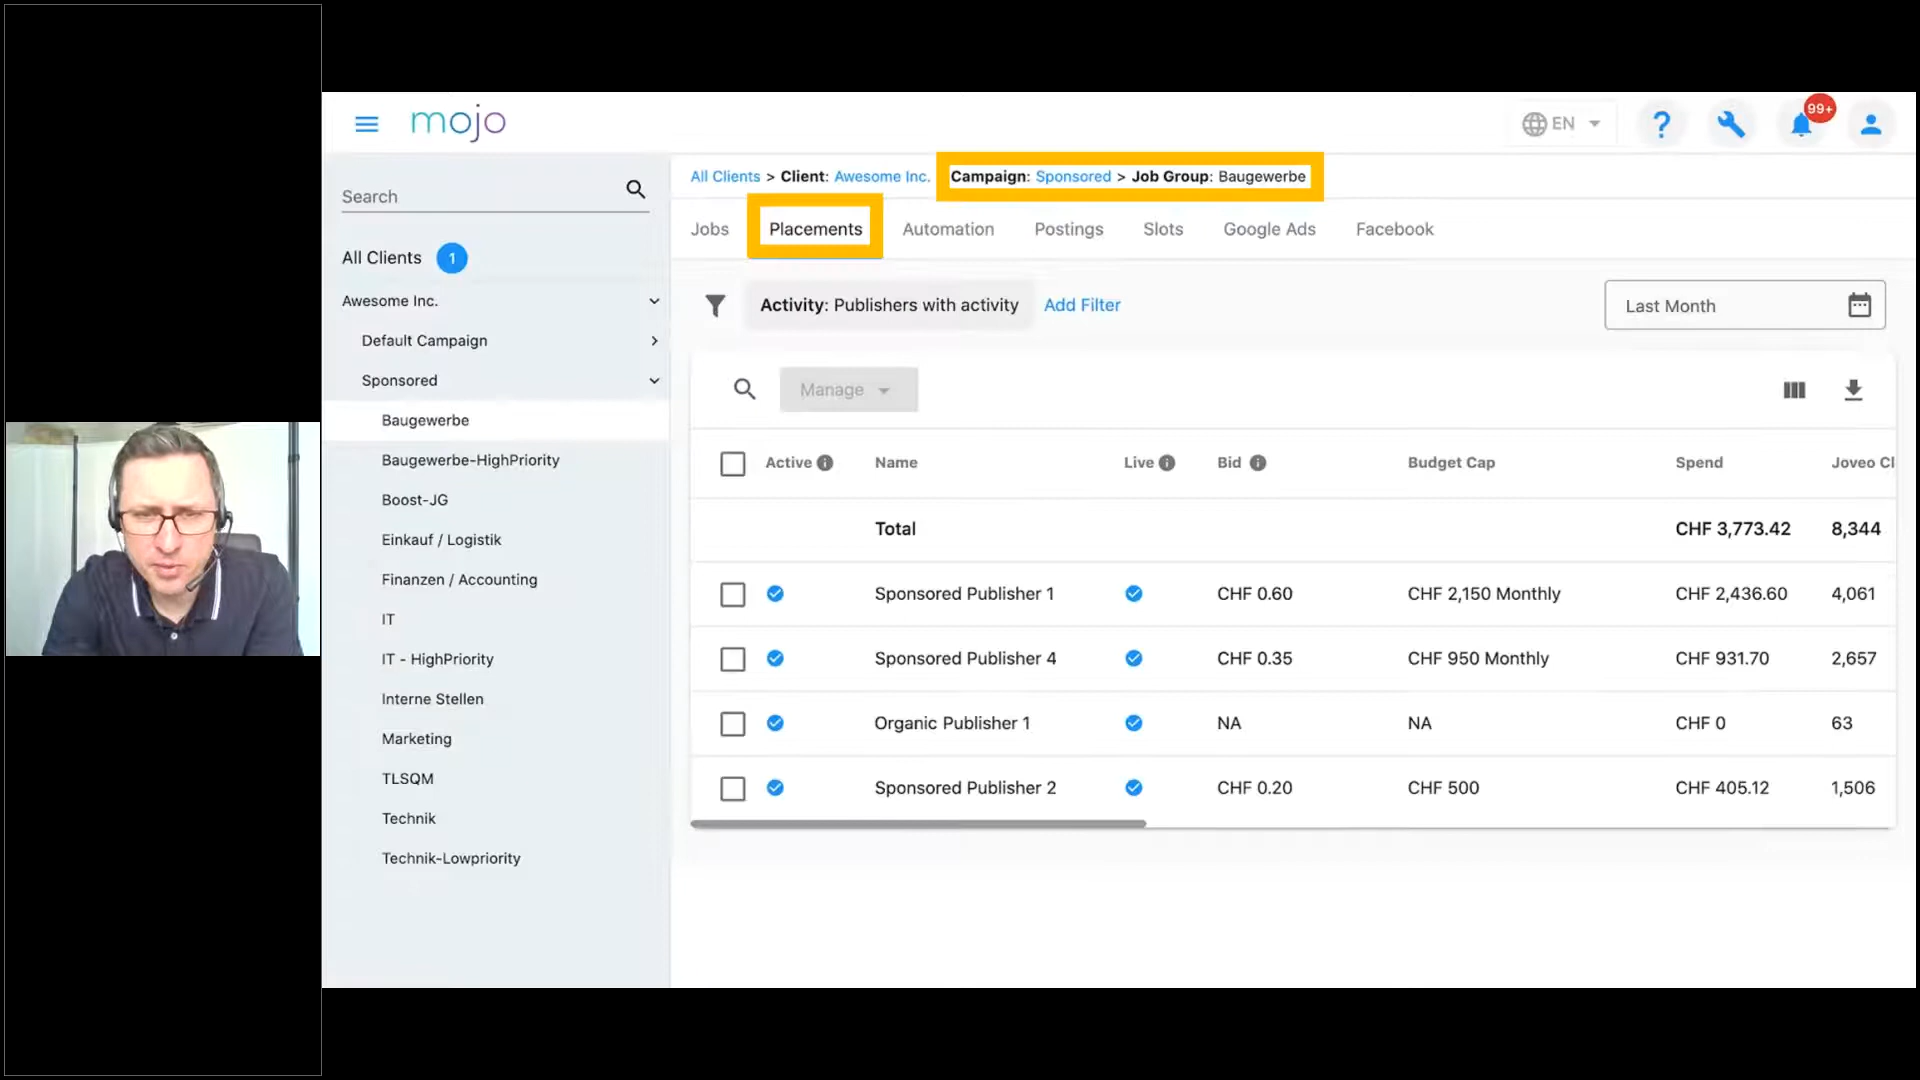 mojo
EN
99+
Search
All Clients 1
Awesome Inc.
Default Campaign
Sponsored
Baugewerbe
Baugewerbe-HighPriority
Boost-JG
Einkauf / Logistik
Finanzen / Accounting
IT
IT - HighPriority
Interne Stellen
Marketing
TLSQM
Technik
Technik-Lowpriority
All Clients > Client: Awesome Inc. Campaign: Sponsored > Job Group: Baugewerbe
Jobs Placements Automation Postings Slots Google Ads Facebook
Activity: Publishers with activity Add Filter Last Month
Manage
Active Name Live Bid Budget Cap Spend Joveo Cl
Total CHF 3,773.42 8,344
Sponsored Publisher 1 CHF 0.60 CHF 2,150 Monthly CHF 2,436.60 4,061
Sponsored Publisher 4 CHF 0.35 CHF 950 Monthly CHF 931.70 2,657
Organic Publisher 1 NA NA CHF 0 63
Sponsored Publisher 2 CHF 0.20 CHF 500 CHF 405.12 1,506